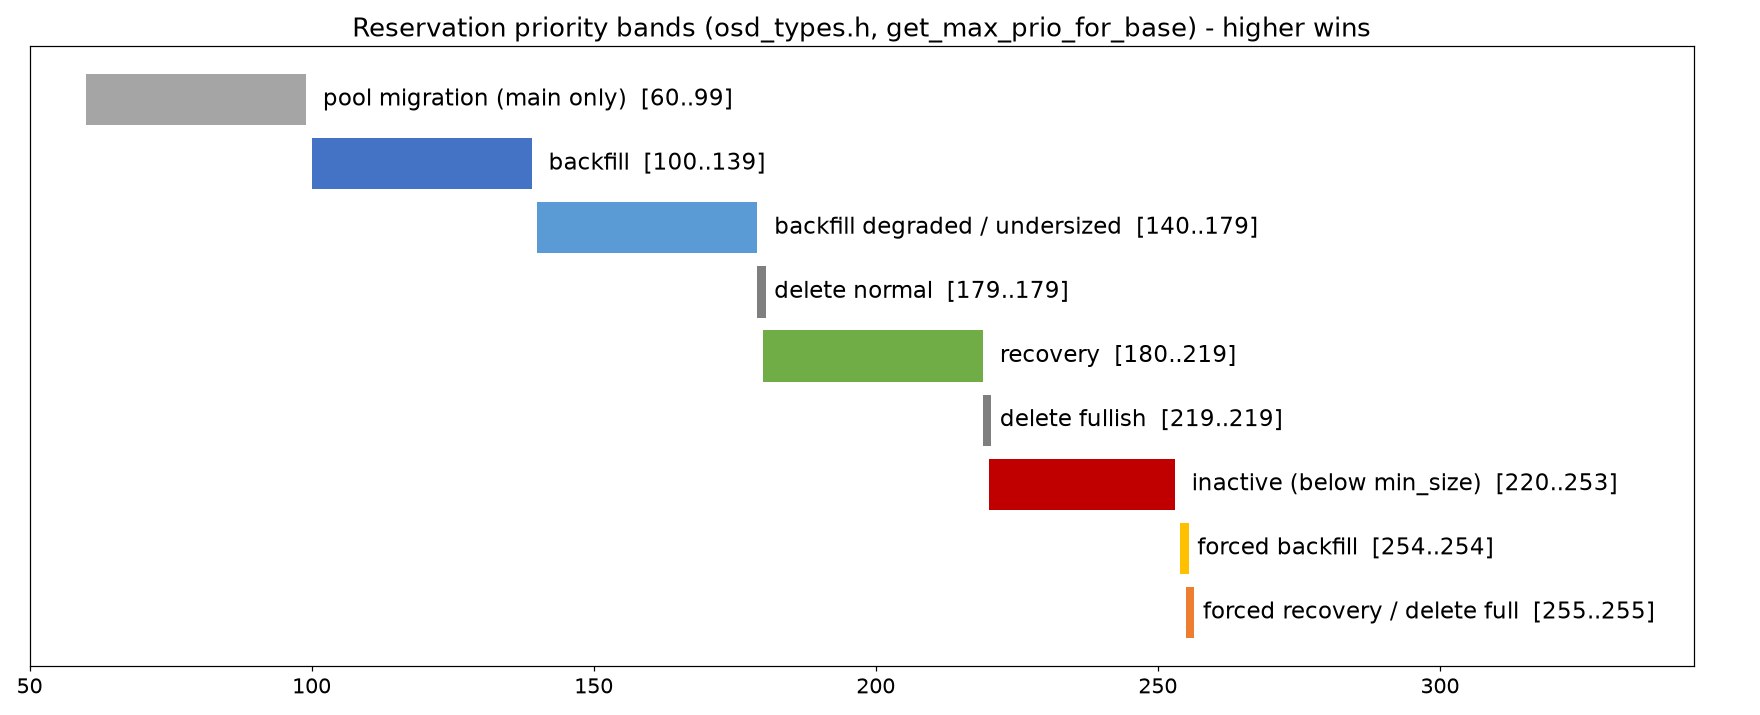 Reservation priority bands (osd_types.h, get_max_prio_for_base) - higher wins
pool migration (main only)  [60..99]
backfill  [100..139]
backfill degraded / undersized  [140..179]
delete normal  [179..179]
recovery  [180..219]
delete fullish  [219..219]
inactive (below min_size)  [220..253]
forced backfill  [254..254]
forced recovery / delete full  [255..255]
50 100 150 200 250 300